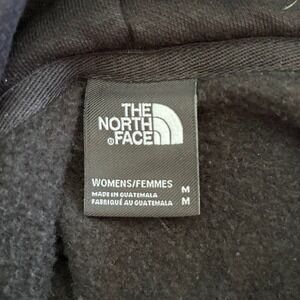 THE
NORTH
®FACE
WOMENS/FEMMES M
MADE IN GUATEMALA M
FABRIQUÉ AU GUATEMALA